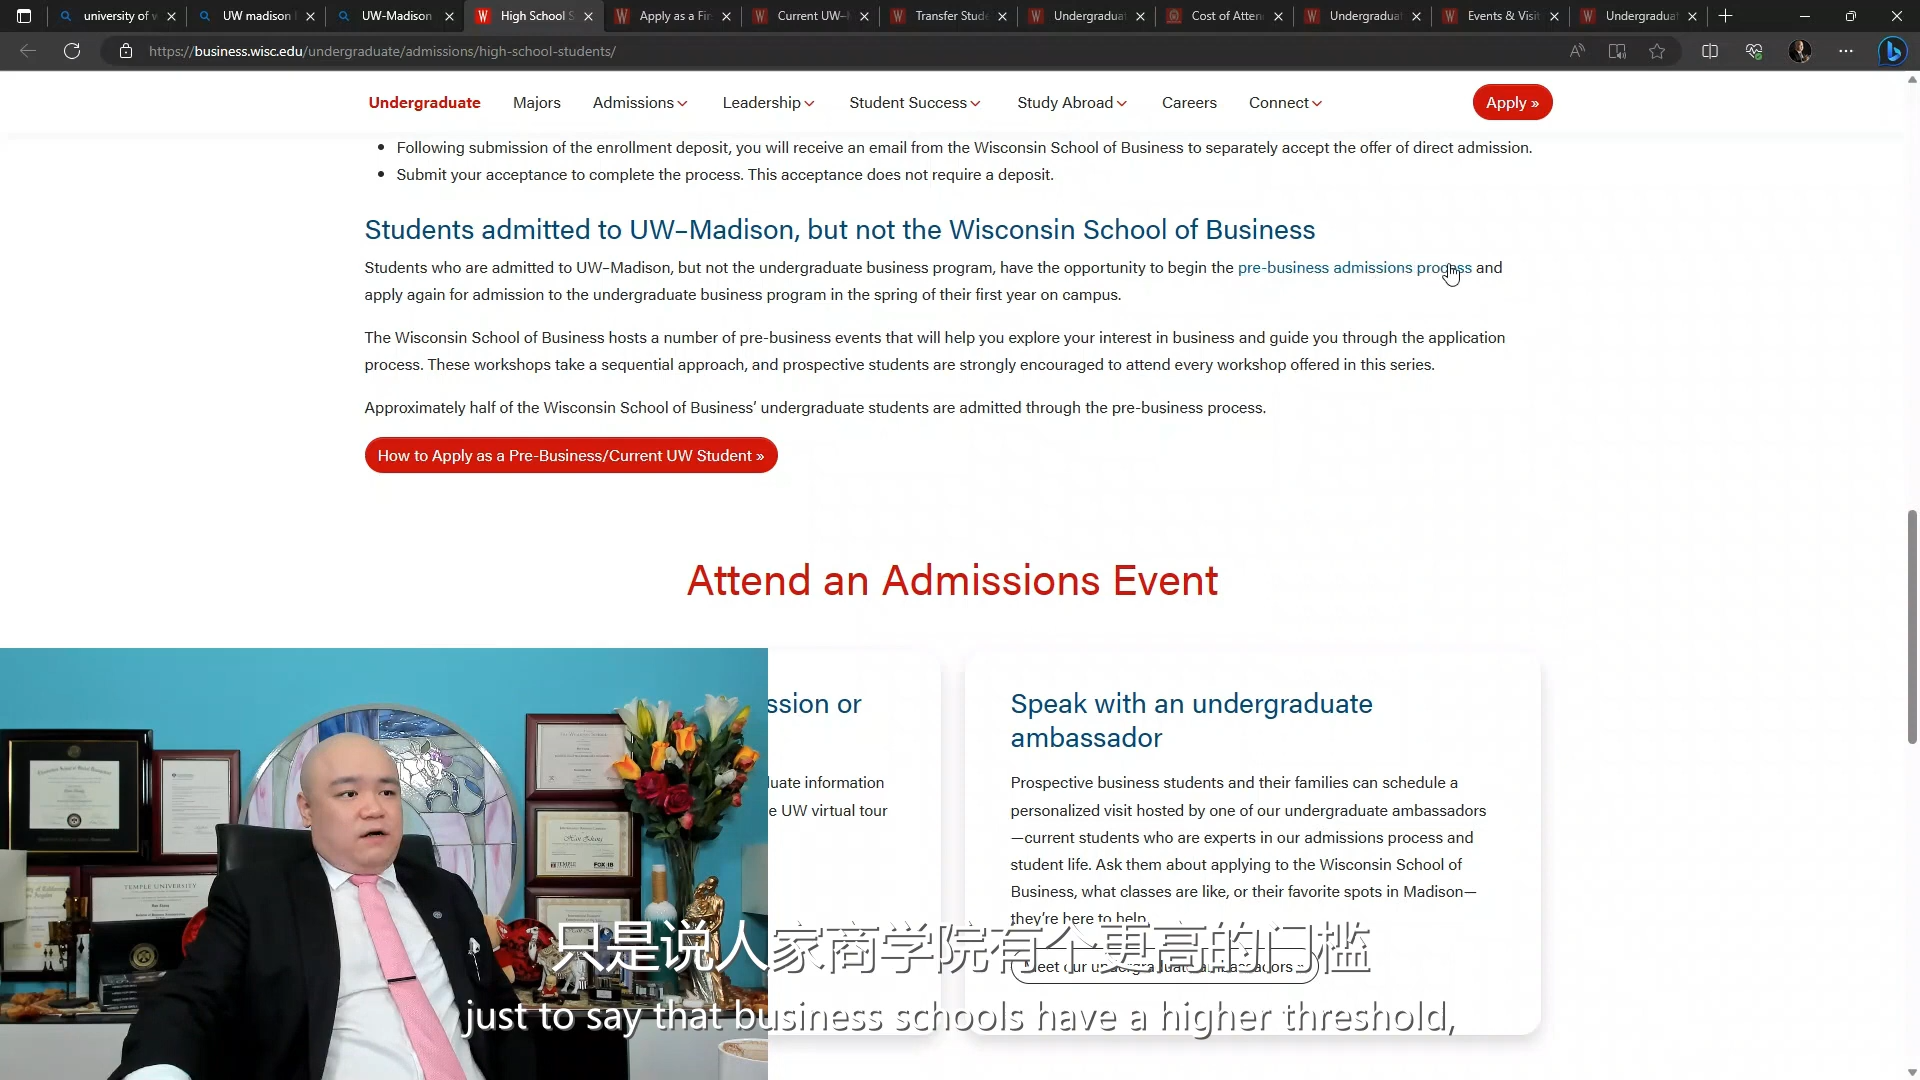 university of
UW madison
UW-Madison
High School S
Apply as a Fi
Current UW-
Transfer Stude
Undergradua
Cost of Atten
Undergradua
Events & Visit
Undergradua
https://business.wisc.edu/undergraduate/admissions/high-school-students/
Undergraduate Majors Admissions Leadership Student Success Study Abroad Careers Connect Apply »
• Following submission of the enrollment deposit, you will receive an email from the Wisconsin School of Business to separately accept the offer of direct admission.
• Submit your acceptance to complete the process. This acceptance does not require a deposit.
Students admitted to UW–Madison, but not the Wisconsin School of Business
Students who are admitted to UW–Madison, but not the undergraduate business program, have the opportunity to begin the pre-business admissions process and
apply again for admission to the undergraduate business program in the spring of their first year on campus.
The Wisconsin School of Business hosts a number of pre-business events that will help you explore your interest in business and guide you through the application
process. These workshops take a sequential approach, and prospective students are strongly encouraged to attend every workshop offered in this series.
Approximately half of the Wisconsin School of Business’ undergraduate students are admitted through the pre-business process.
How to Apply as a Pre-Business/Current UW Student »
Attend an Admissions Event
ssion or
uate information
e UW virtual tour
Speak with an undergraduate
ambassador
Prospective business students and their families can schedule a
personalized visit hosted by one of our undergraduate ambassadors
—current students who are experts in our admissions process and
student life. Ask them about applying to the Wisconsin School of
Business, what classes are like, or their favorite spots in Madison—
they’re here to help.
Meet our undergraduate ambassadors
TEMPLE UNIVERSITY
TEMPLE FOX·IB
只是说人家商学院有个更高的门槛
just to say that business schools have a higher threshold,